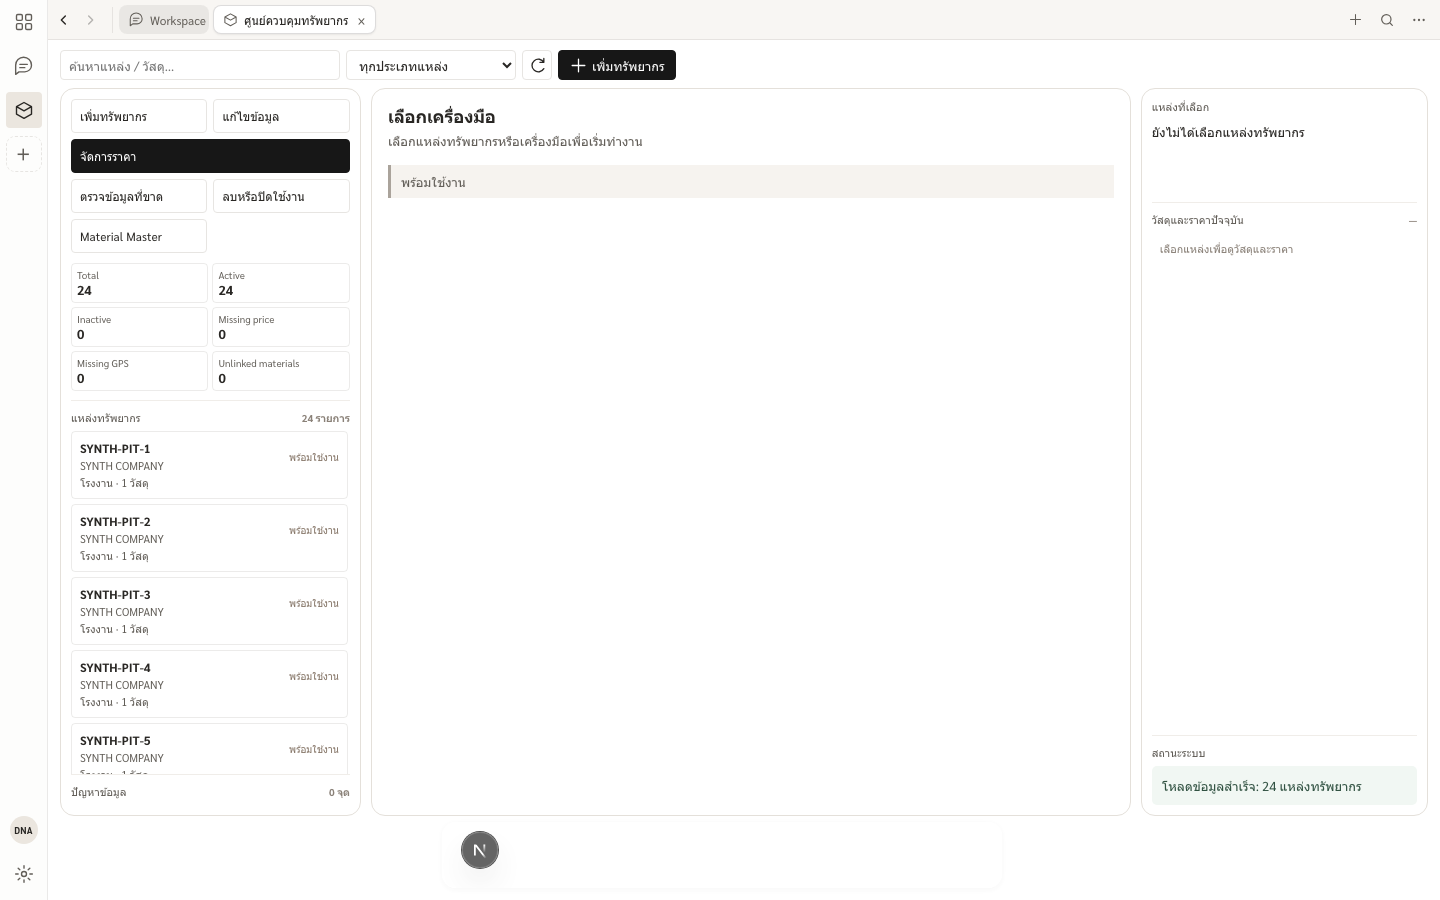 Workspace
ศูนย์ควบคุมทรัพยากร
ค้นหาแหล่ง / วัสดุ...
ทุกประเภทแหล่ง
เพิ่มทรัพยากร
เพิ่มทรัพยากร
แก้ไขข้อมูล
จัดการราคา
ตรวจข้อมูลที่ขาด
ลบหรือปิดใช้งาน
Material Master
Total
24
Active
24
Inactive
0
Missing price
0
Missing GPS
0
Unlinked materials
0
แหล่งทรัพยากร
24 รายการ
SYNTH-PIT-1
SYNTH COMPANY
โรงงาน · 1 วัสดุ
พร้อมใช้งาน
SYNTH-PIT-2
SYNTH COMPANY
โรงงาน · 1 วัสดุ
พร้อมใช้งาน
SYNTH-PIT-3
SYNTH COMPANY
โรงงาน · 1 วัสดุ
พร้อมใช้งาน
SYNTH-PIT-4
SYNTH COMPANY
โรงงาน · 1 วัสดุ
พร้อมใช้งาน
SYNTH-PIT-5
SYNTH COMPANY
โรงงาน · 1 วัสดุ
พร้อมใช้งาน
ปัญหาข้อมูล
0 จุด
เลือกเครื่องมือ
เลือกแหล่งทรัพยากรหรือเครื่องมือเพื่อเริ่มทำงาน
พร้อมใช้งาน
แหล่งที่เลือก
ยังไม่ได้เลือกแหล่งทรัพยากร
วัสดุและราคาปัจจุบัน
—
เลือกแหล่งเพื่อดูวัสดุและราคา
สถานะระบบ
โหลดข้อมูลสำเร็จ: 24 แหล่งทรัพยากร
DNA
N